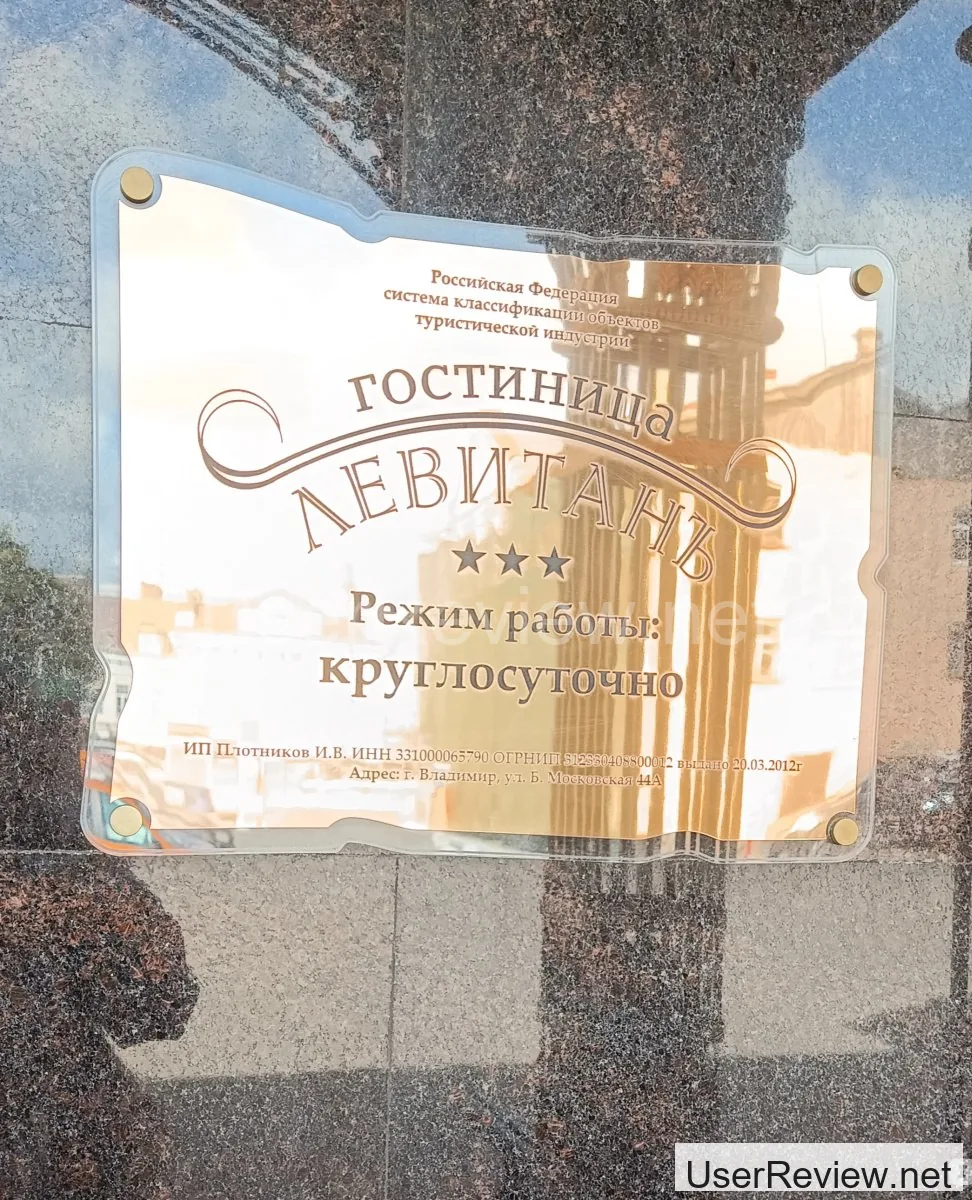 Российская Федерация
система классификации объектов
туристической индустрии
гостиница
ЛЕВИТАНЪ
Режим работы:
круглосуточно
ИП Плотников И.В. ИНН 331000065790 ОГРНИП 312330408800012 выдано 20.03.2012г
Адрес: г. Владимир, ул. Б. Московская 44А
UserReview.net